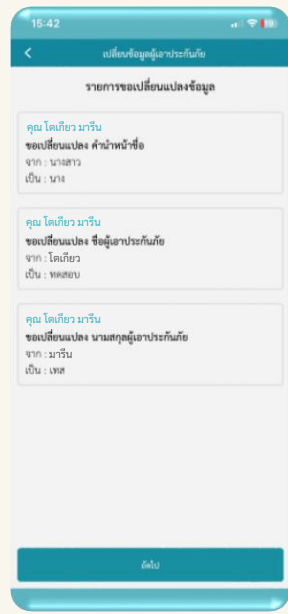 15:42
เปลี่ยนข้อมูลผู้เอาประกันภัย
รายการขอเปลี่ยนแปลงข้อมูล
คุณ โตเกียว มารีน
ขอเปลี่ยนแปลง คำนำหน้าชื่อ
จาก : นางสาว
เป็น : นาง
คุณ โตเกียว มารีน
ขอเปลี่ยนแปลง ชื่อผู้เอาประกันภัย
จาก : โตเกียว
เป็น : ทดสอบ
คุณ โตเกียว มารีน
ขอเปลี่ยนแปลง นามสกุลผู้เอาประกันภัย
จาก : มารีน
เป็น : เทส
ถัดไป